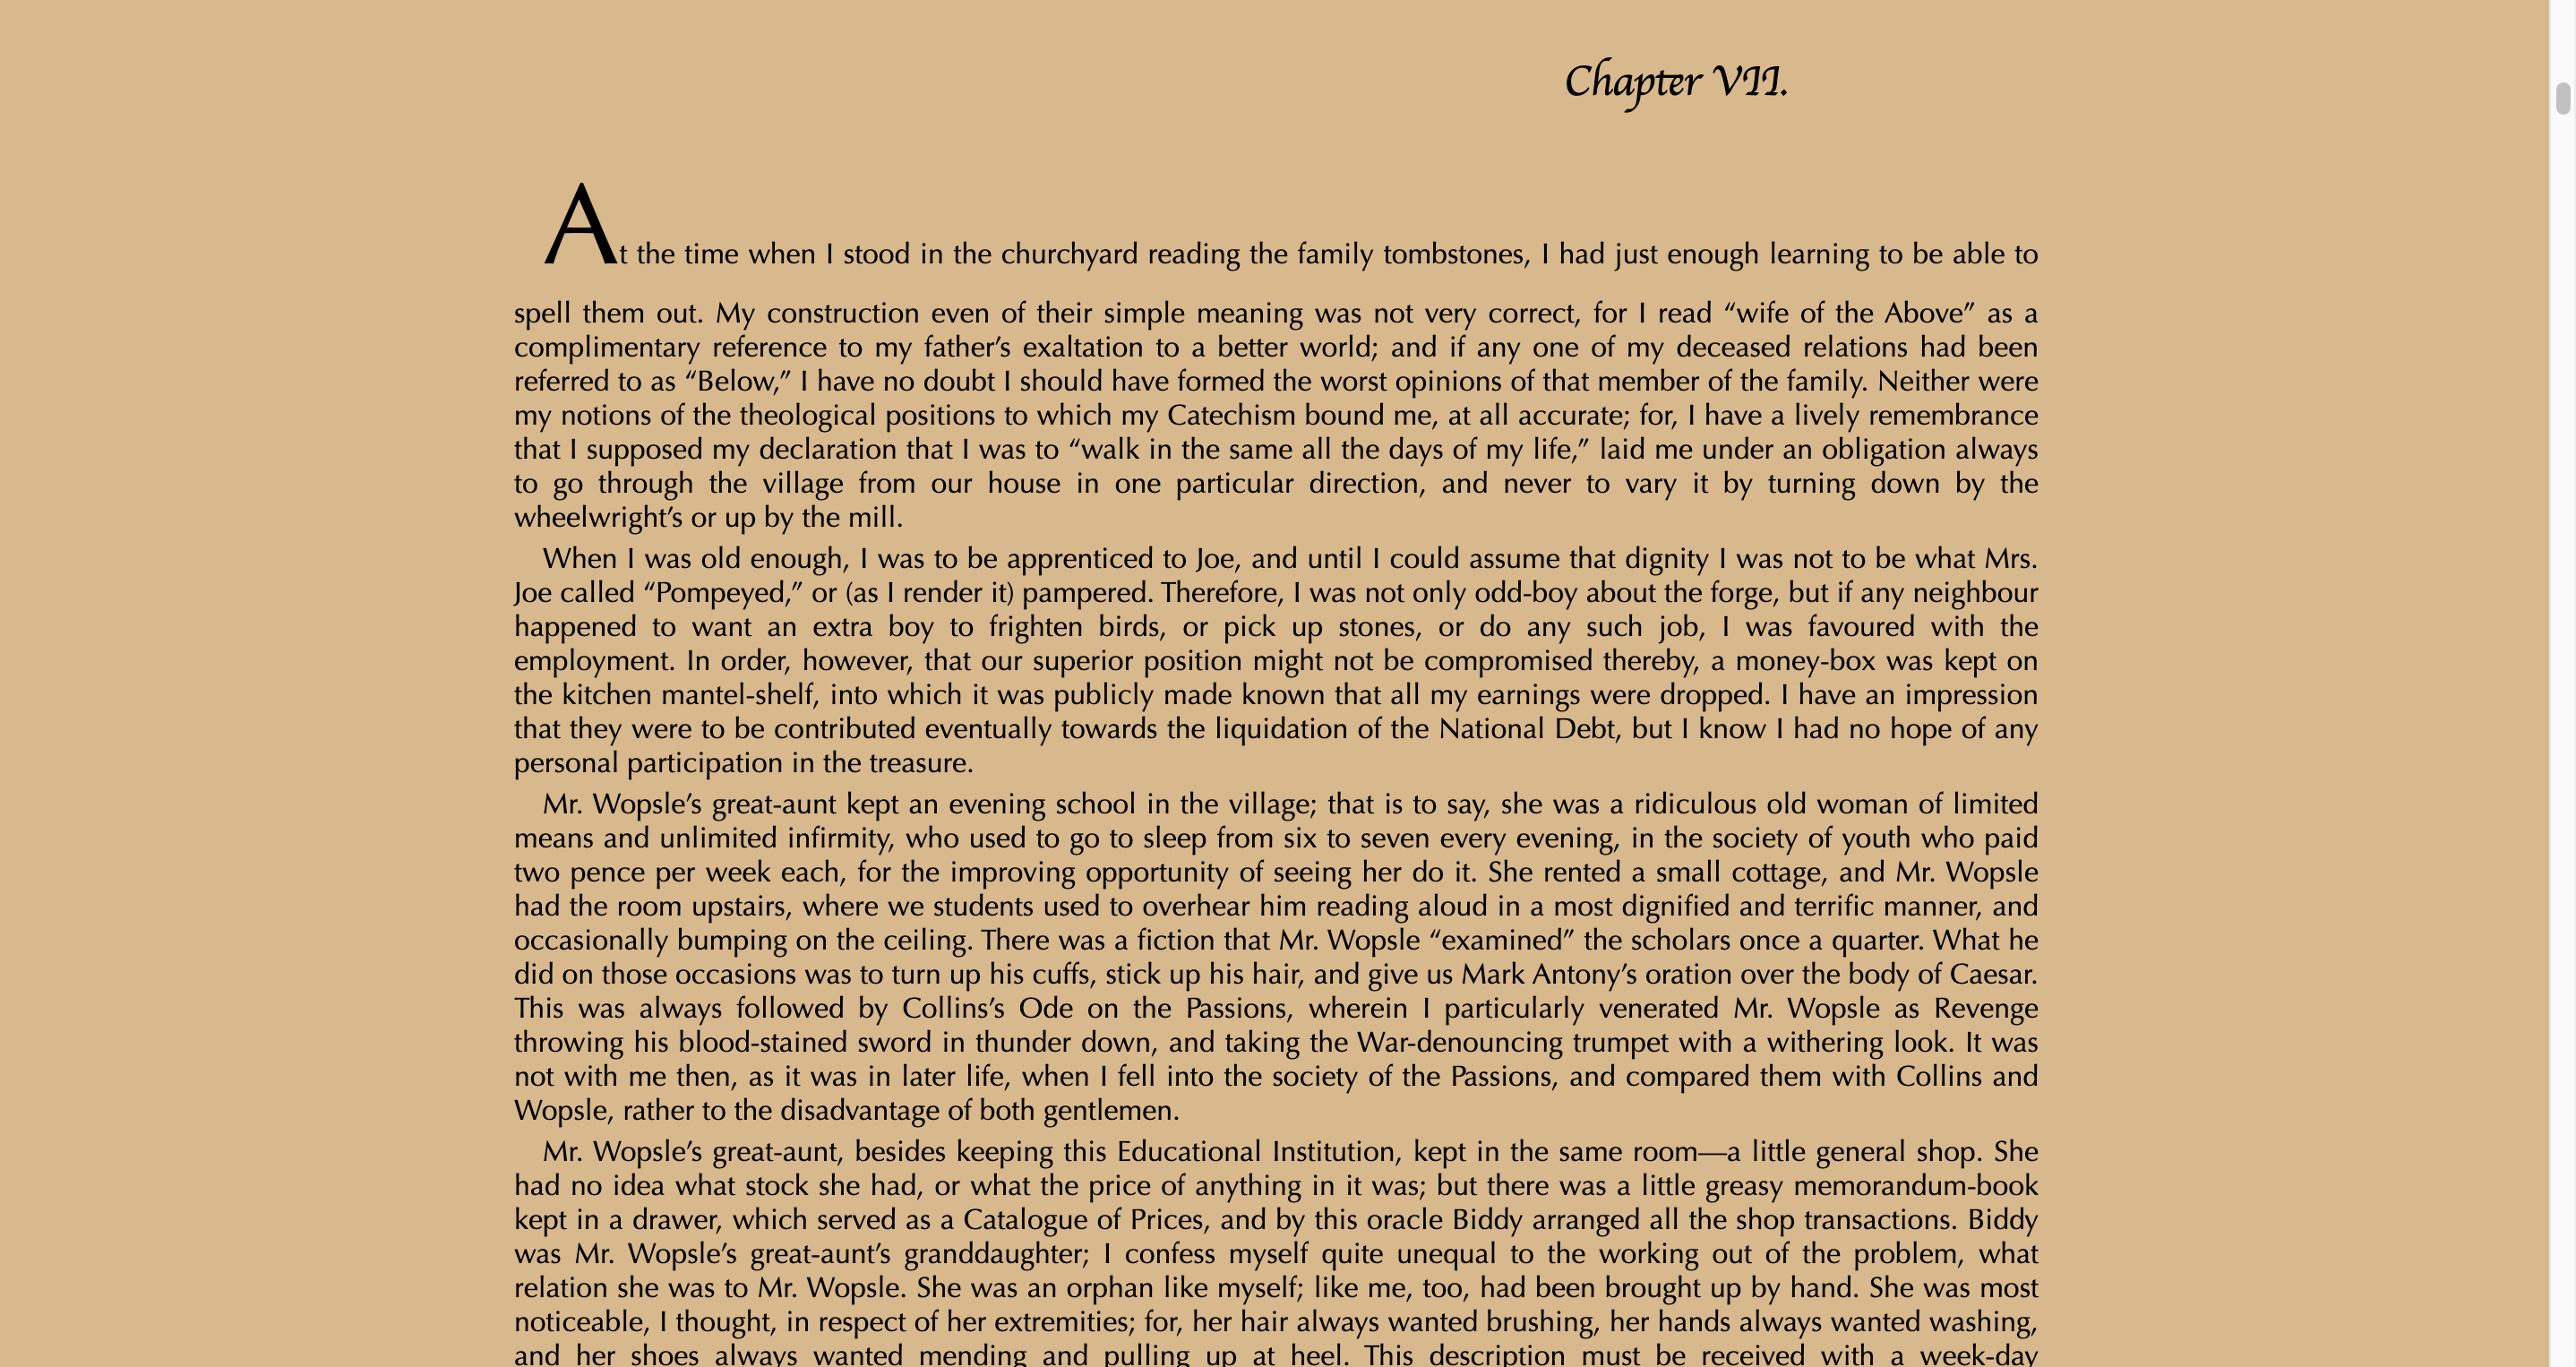 Chapter VII.
At the time when I stood in the churchyard reading the family tombstones, I had just enough learning to be able to
spell them out. My construction even of their simple meaning was not very correct, for I read “wife of the Above” as a
complimentary reference to my father’s exaltation to a better world; and if any one of my deceased relations had been
referred to as “Below,” I have no doubt I should have formed the worst opinions of that member of the family. Neither were
my notions of the theological positions to which my Catechism bound me, at all accurate; for, I have a lively remembrance
that I supposed my declaration that I was to “walk in the same all the days of my life,” laid me under an obligation always
to go through the village from our house in one particular direction, and never to vary it by turning down by the
wheelwright’s or up by the mill.
When I was old enough, I was to be apprenticed to Joe, and until I could assume that dignity I was not to be what Mrs.
Joe called “Pompeyed,” or (as I render it) pampered. Therefore, I was not only odd-boy about the forge, but if any neighbour
happened to want an extra boy to frighten birds, or pick up stones, or do any such job, I was favoured with the
employment. In order, however, that our superior position might not be compromised thereby, a money-box was kept on
the kitchen mantel-shelf, into which it was publicly made known that all my earnings were dropped. I have an impression
that they were to be contributed eventually towards the liquidation of the National Debt, but I know I had no hope of any
personal participation in the treasure.
Mr. Wopsle’s great-aunt kept an evening school in the village; that is to say, she was a ridiculous old woman of limited
means and unlimited infirmity, who used to go to sleep from six to seven every evening, in the society of youth who paid
two pence per week each, for the improving opportunity of seeing her do it. She rented a small cottage, and Mr. Wopsle
had the room upstairs, where we students used to overhear him reading aloud in a most dignified and terrific manner, and
occasionally bumping on the ceiling. There was a fiction that Mr. Wopsle “examined” the scholars once a quarter. What he
did on those occasions was to turn up his cuffs, stick up his hair, and give us Mark Antony’s oration over the body of Caesar.
This was always followed by Collins’s Ode on the Passions, wherein I particularly venerated Mr. Wopsle as Revenge
throwing his blood-stained sword in thunder down, and taking the War-denouncing trumpet with a withering look. It was
not with me then, as it was in later life, when I fell into the society of the Passions, and compared them with Collins and
Wopsle, rather to the disadvantage of both gentlemen.
Mr. Wopsle’s great-aunt, besides keeping this Educational Institution, kept in the same room—a little general shop. She
had no idea what stock she had, or what the price of anything in it was; but there was a little greasy memorandum-book
kept in a drawer, which served as a Catalogue of Prices, and by this oracle Biddy arranged all the shop transactions. Biddy
was Mr. Wopsle’s great-aunt’s granddaughter; I confess myself quite unequal to the working out of the problem, what
relation she was to Mr. Wopsle. She was an orphan like myself; like me, too, had been brought up by hand. She was most
noticeable, I thought, in respect of her extremities; for, her hair always wanted brushing, her hands always wanted washing,
and her shoes always wanted mending and pulling up at heel. This description must be received with a week-day